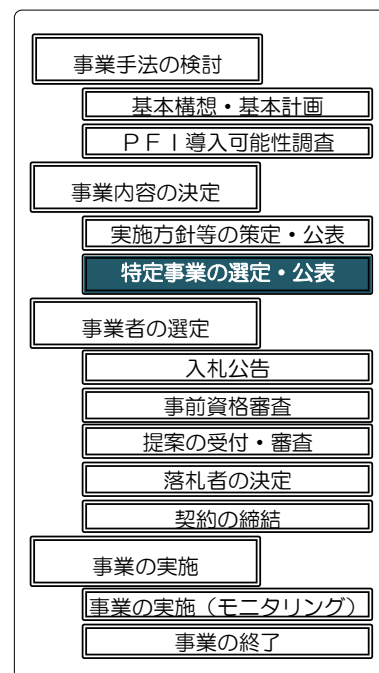 事業手法の検討
基本構想・基本計画
ＰＦＩ導入可能性調査
事業内容の決定
実施方針等の策定・公表
特定事業の選定・公表
事業者の選定
入札公告
事前資格審査
提案の受付・審査
落札者の決定
契約の締結
事業の実施
事業の実施（モニタリング）
事業の終了